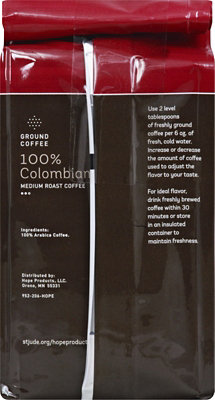 GROUND
COFFEE
100%
Colombian
MEDIUM ROAST COFFEE
Ingredients:
100% Arabica Coffee.
Distributed by:
Hope Products, LLC.
Orono, MN 55331
952-206-HOPE
stjude.org/hopeproduc
Use 2 level
tablespoons
of freshly ground
coffee per 6 oz. of
fresh, cold water.
Increase or decrease
the amount of coffee
used to adjust the
flavor to your taste.
For ideal flavor,
drink freshly brewed
coffee within 30
minutes or store
in an insulated
container to
maintain freshness.